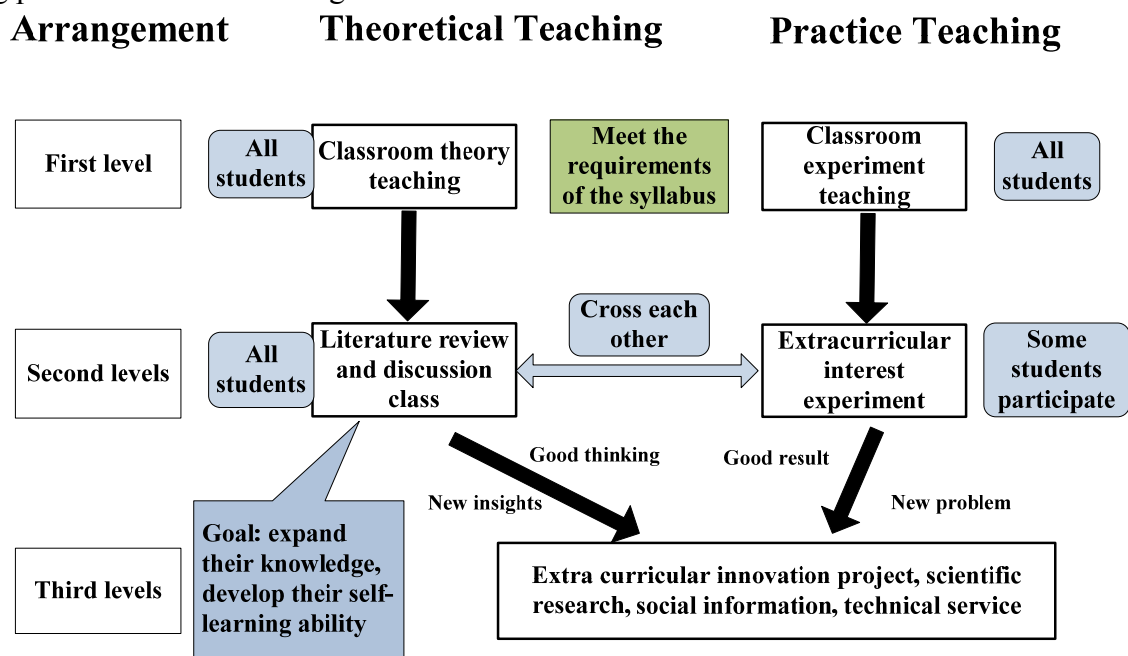 Arrangement
Theoretical Teaching
Practice Teaching
First level
All
students
Classroom theory
teaching
Meet the
requirements
of the syllabus
Classroom
experiment
teaching
All
students
Cross each
other
Second levels
All
students
Literature review
and discussion
class
Extracurricular
interest
experiment
Some
students
participate
Good thinking
Good result
New insights
New problem
Goal: expand
their knowledge,
develop their self-
learning ability
Third levels
Extra curricular innovation project, scientific
research, social information, technical service